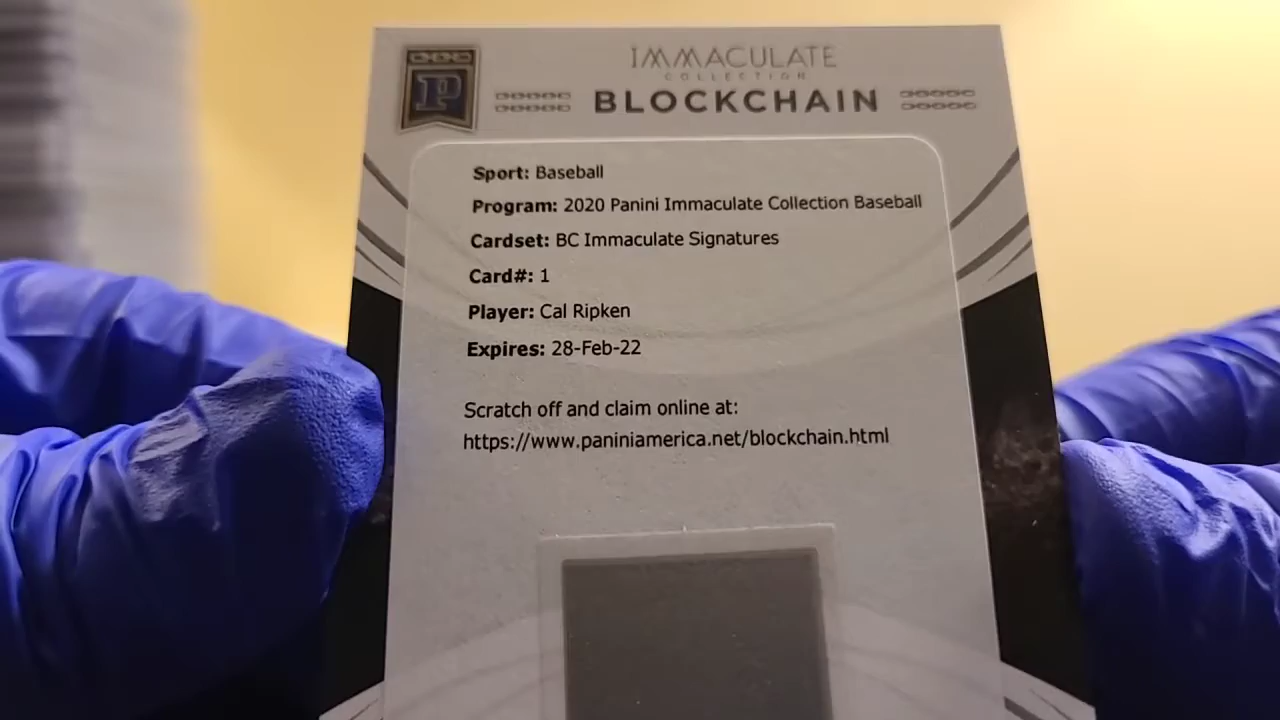 IMMACULATE
COLLECTION
BLOCKCHAIN
P
Sport: Baseball
Program: 2020 Panini Immaculate Collection Baseball
Cardset: BC Immaculate Signatures
Card#: 1
Player: Cal Ripken
Expires: 28-Feb-22
Scratch off and claim online at:
https://www.paniniamerica.net/blockchain.html